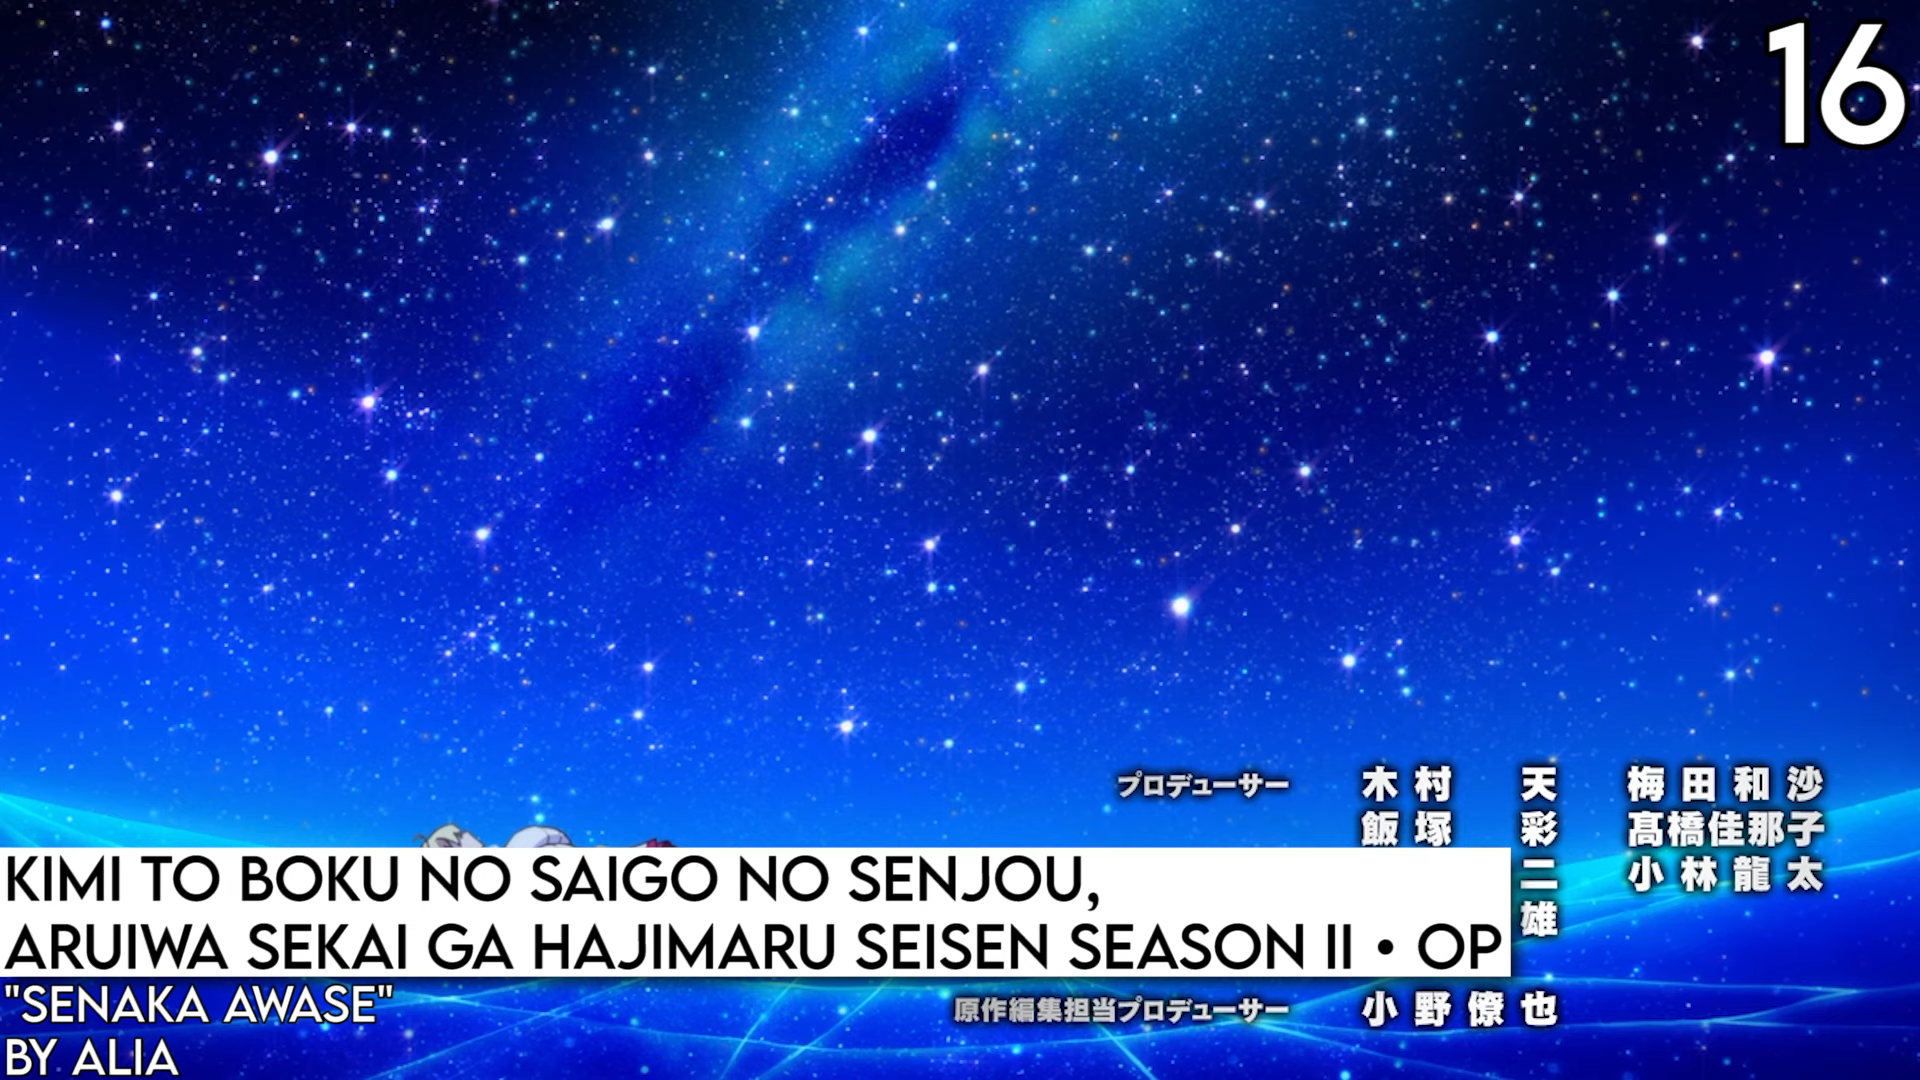 16
プロデューサー 木村 天 梅田和沙
飯塚 彩 髙橋佳那子
二 小林龍太
雄
KIMI TO BOKU NO SAIGO NO SENJOU,
ARUIWA SEKAI GA HAJIMARU SEISEN SEASON II • OP
"SENAKA AWASE"
BY ALIA
原作編集担当プロデューサー 小野僚也